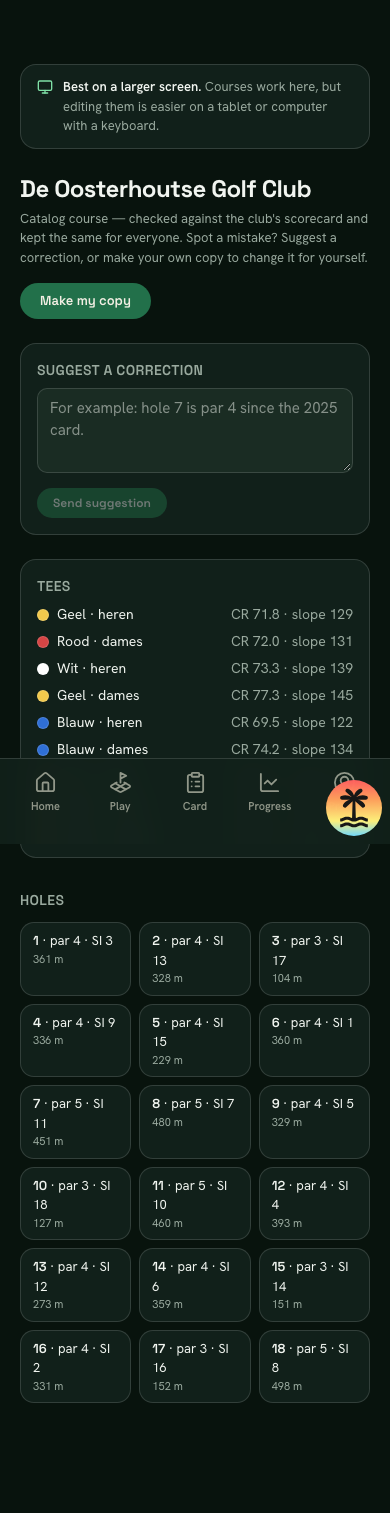 Best on a larger screen. Courses work here, but
editing them is easier on a tablet or computer
with a keyboard.
De Oosterhoutse Golf Club
Catalog course — checked against the club's scorecard and
kept the same for everyone. Spot a mistake? Suggest a
correction, or make your own copy to change it for yourself.
Make my copy
SUGGEST A CORRECTION
For example: hole 7 is par 4 since the 2025
card.
Send suggestion
TEES
Geel · heren CR 71.8 · slope 129
Rood · dames CR 72.0 · slope 131
Wit · heren CR 73.3 · slope 139
Geel · dames CR 77.3 · slope 145
Blauw · heren CR 69.5 · slope 122
Blauw · dames CR 74.2 · slope 134
Home Play Card Progress
HOLES
1 · par 4 · SI 3
361 m
2 · par 4 · SI
13
328 m
3 · par 3 · SI
17
104 m
4 · par 4 · SI 9
336 m
5 · par 4 · SI
15
229 m
6 · par 4 · SI 1
360 m
7 · par 5 · SI
11
451 m
8 · par 5 · SI 7
480 m
9 · par 4 · SI 5
329 m
10 · par 3 · SI
18
127 m
11 · par 5 · SI
10
460 m
12 · par 4 · SI
4
393 m
13 · par 4 · SI
12
273 m
14 · par 4 · SI
6
359 m
15 · par 3 · SI
14
151 m
16 · par 4 · SI
2
331 m
17 · par 3 · SI
16
152 m
18 · par 5 · SI
8
498 m